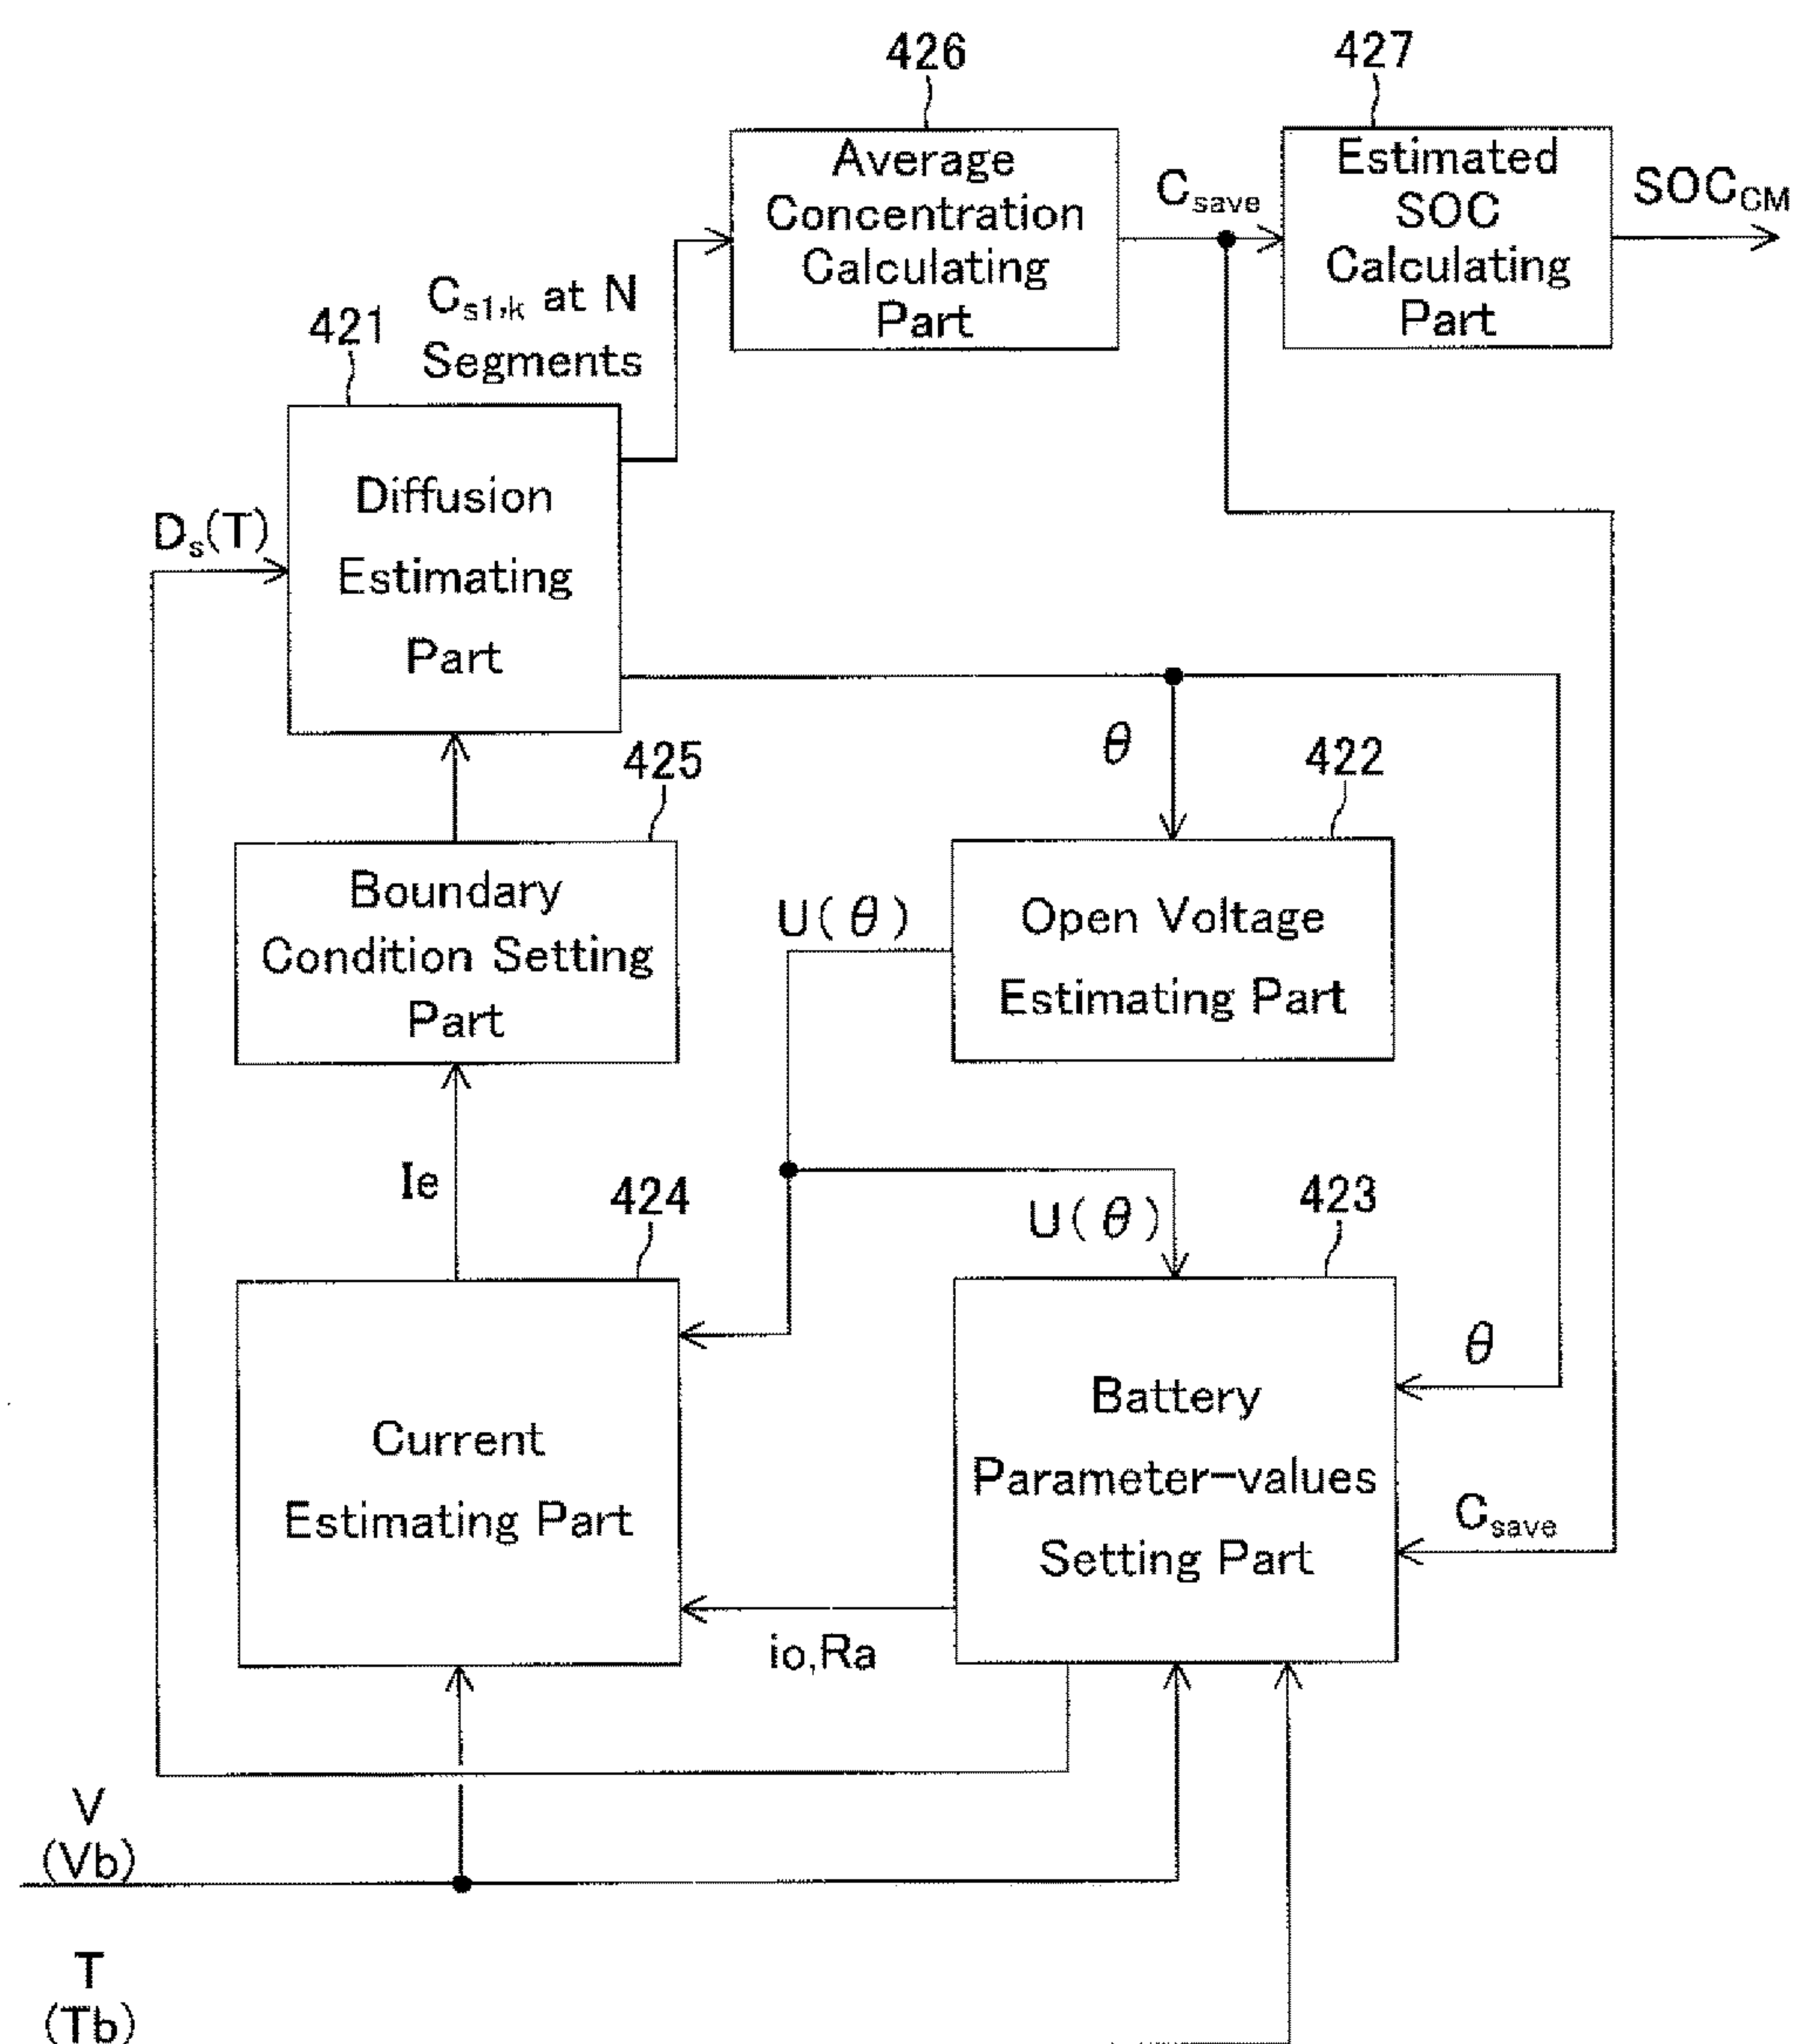 426
427
Average
Concentration
Calculating
Part
Csave
Estimated
SOC
Calculating
Part
SOCCM
Cs1,k at N
Segments
421
Diffusion
Estimating
Part
Ds(T)
θ
422
425
Boundary
Condition Setting
Part
U(θ)
Open Voltage
Estimating Part
Ie
424
U(θ)
423
Current
Estimating Part
Battery
Parameter-values
Setting Part
θ
Csave
io,Ra
V
(Vb)
T
(Tb)